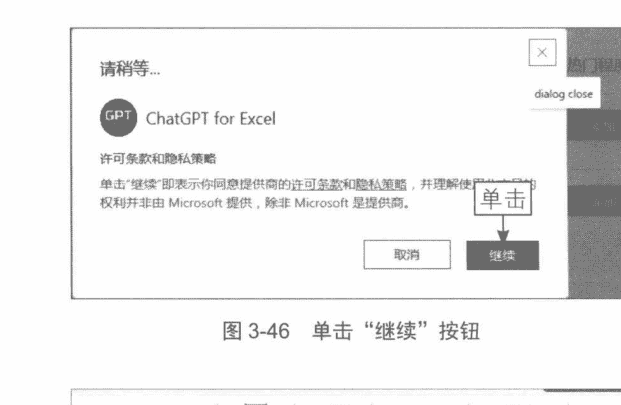 请稍等...
dialog close
GPT
ChatGPT for Excel
许可条款和隐私策略
单击“继续”即表示你同意提供商的许可条款和隐私策略，并理解使用
权利并非由 Microsoft 提供，除非 Microsoft 是提供商。
单击
取消
继续
图 3-46 单击“继续”按钮